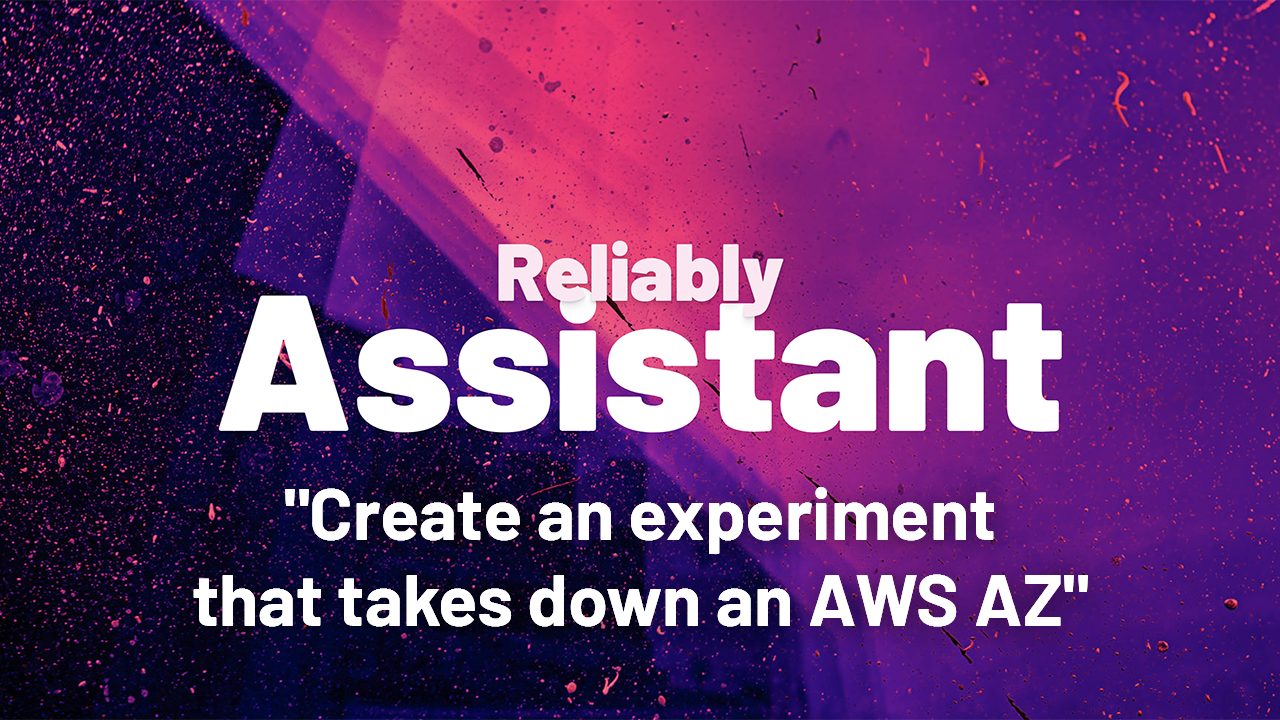 Reliably
Assistant
"Create an experiment
that takes down an AWS AZ"